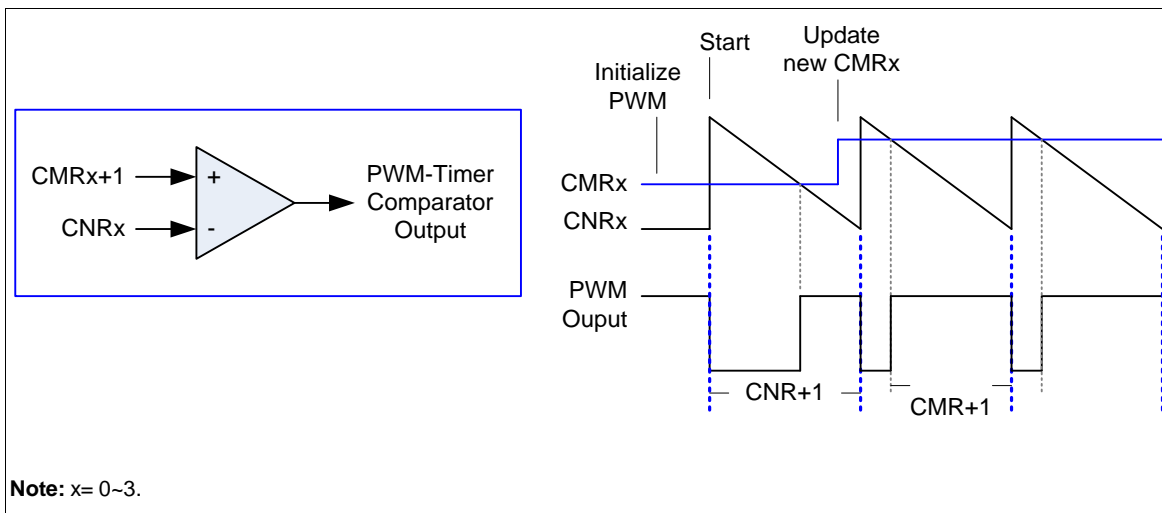 CMRx+1
+
CNRx
-
PWM-Timer
Comparator
Output
Start
Initialize
PWM
Update
new CMRx
CMRx
CNRx
PWM
Ouput
CNR+1
CMR+1
Note: x= 0~3.